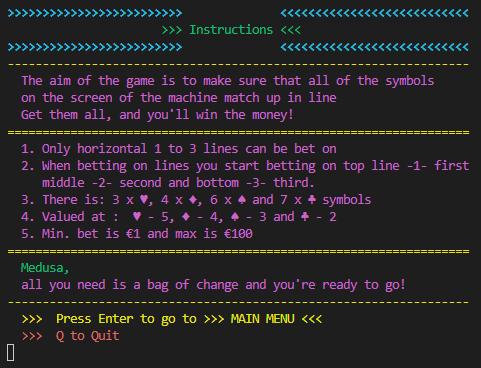 >>>>>>>>>>>>>>>>>>>>>>>>> <<<<<<<<<<<<<<<<<<<<<<<<<<<
>>> Instructions <<<
>>>>>>>>>>>>>>>>>>>>>>>>> <<<<<<<<<<<<<<<<<<<<<<<<<<<
------------------------------------------------------------------
The aim of the game is to make sure that all of the symbols
on the screen of the machine match up in line
Get them all, and you'll win the money!
==================================================================
1. Only horizontal 1 to 3 lines can be bet on
2. When betting on lines you start betting on top line -1- first
middle -2- second and bottom -3- third.
3. There is: 3 x ♥, 4 x ♦, 6 x ♠ and 7 x ♣ symbols
4. Valued at :  ♥ - 5, ♦ - 4, ♠ - 3 and ♣ - 2
5. Min. bet is €1 and max is €100
==================================================================
Medusa,
all you need is a bag of change and you're ready to go!
------------------------------------------------------------------
>>>  Press Enter to go to >>> MAIN MENU <<<
>>>  Q to Quit